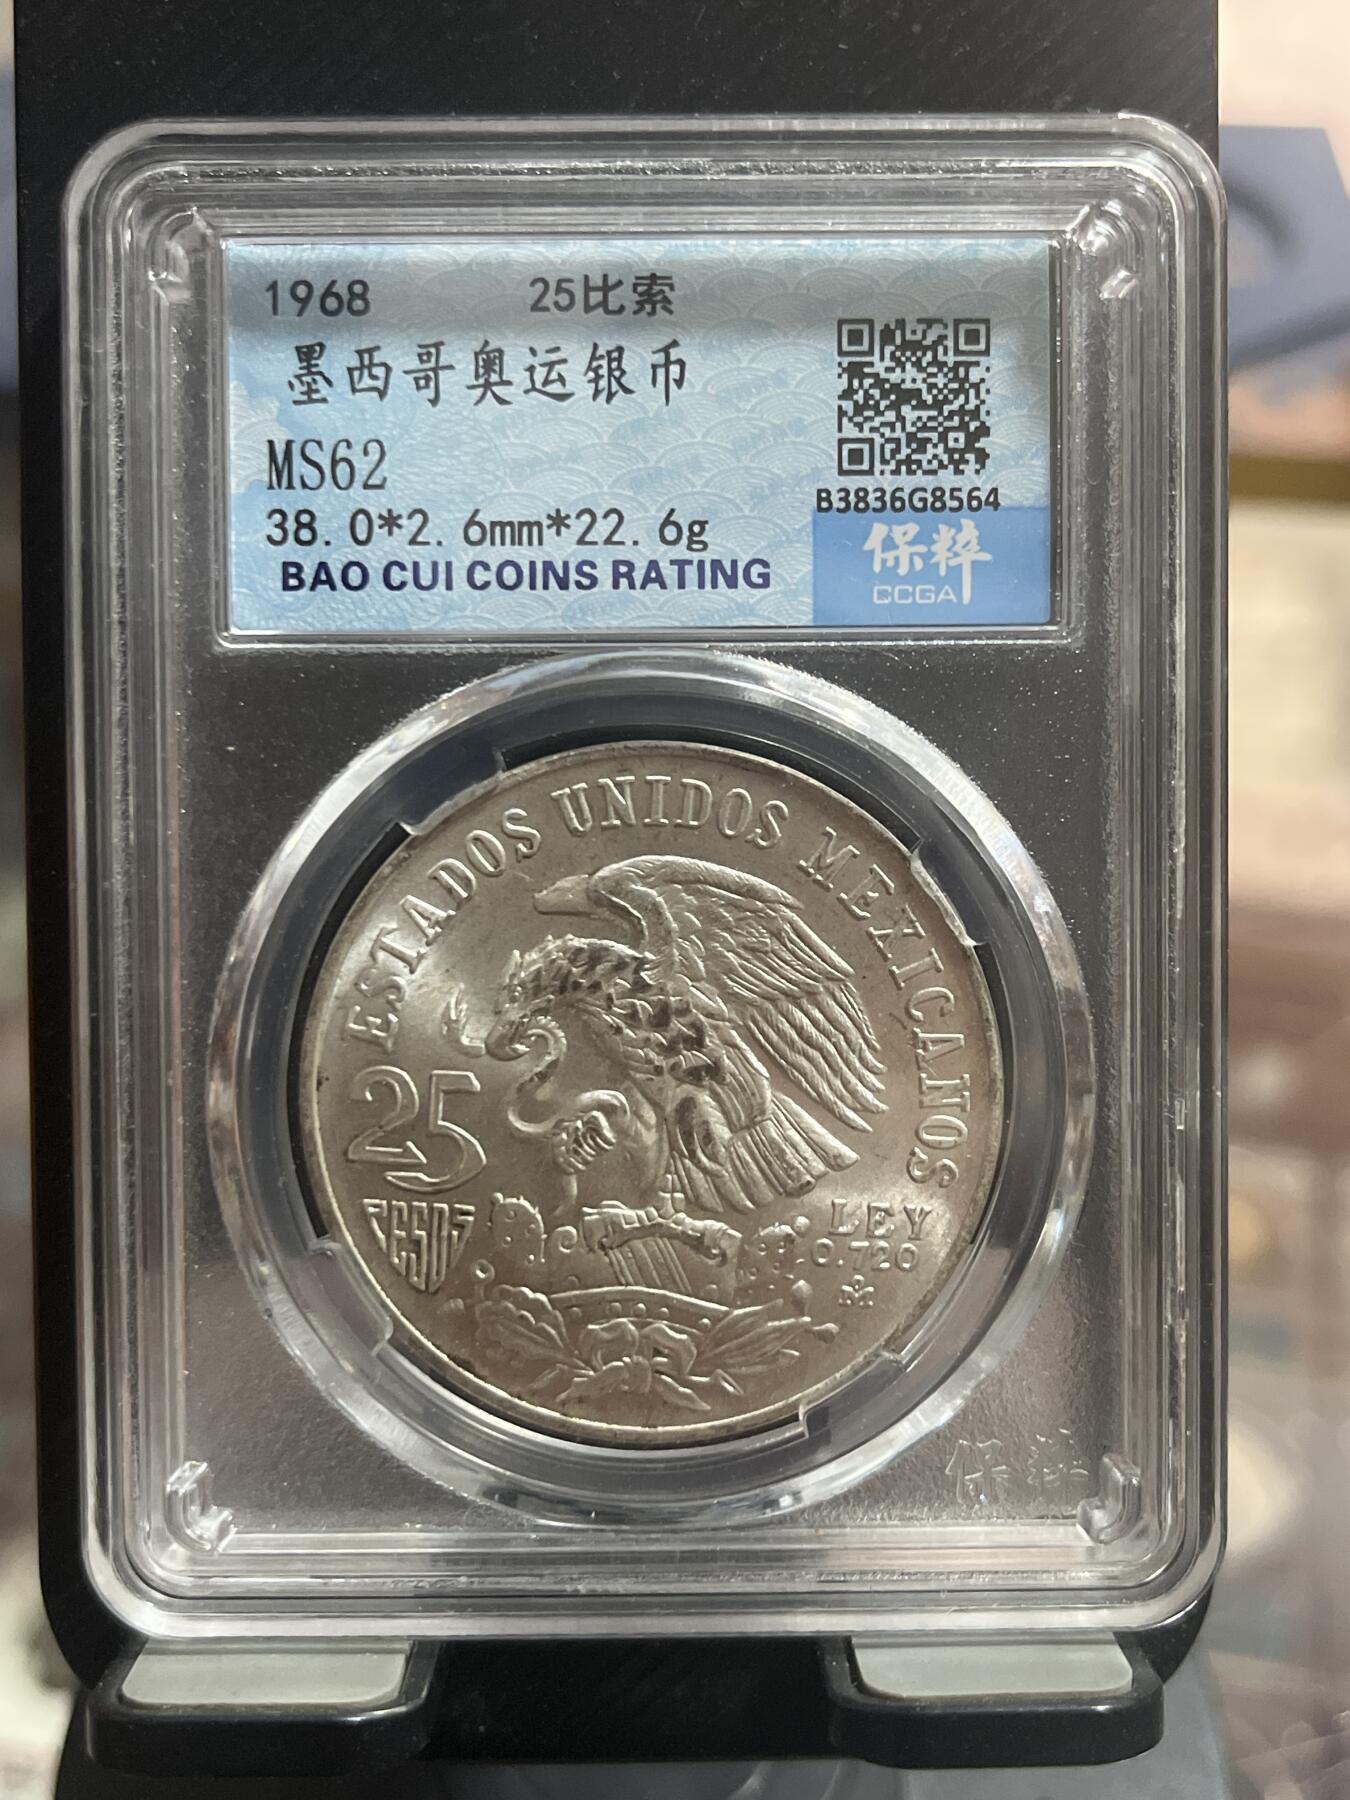 1968 25比索
墨西哥奥运银币
MS62
38.0*2.6mm*22.6g
BAO CUI COINS RATING
B3836G8564
保粹
CCGA
ESTADOS UNIDOS MEXICANOS
25
PESOS
LEY
0.720
M
保粹